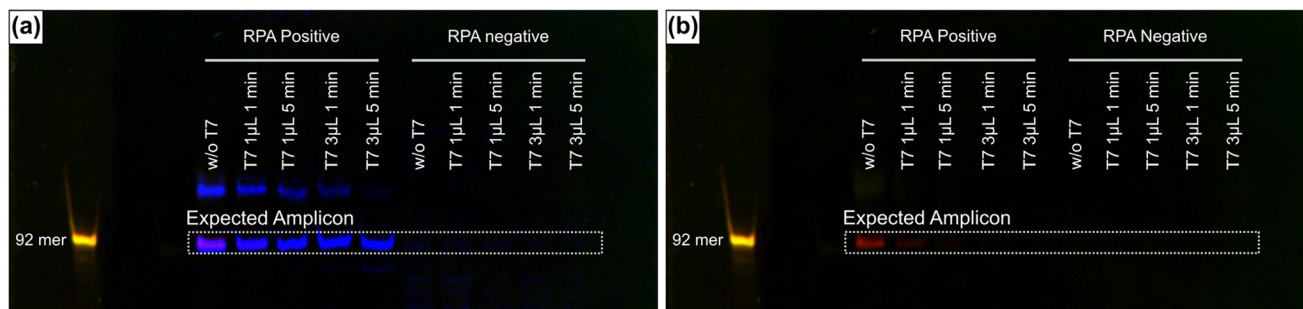 (a)
RPA Positive
RPA negative
w/o T7
T7 1µL 1 min
T7 1µL 5 min
T7 3µL 1 min
T7 3µL 5 min
w/o T7
T7 1µL 1 min
T7 1µL 5 min
T7 3µL 1 min
T7 3µL 5 min
Expected Amplicon
92 mer
(b)
RPA Positive
RPA Negative
w/o T7
T7 1µL 1 min
T7 1µL 5 min
T7 3µL 1 min
T7 3µL 5 min
w/o T7
T7 1µL 1 min
T7 1µL 5 min
T7 3µL 1 min
T7 3µL 5 min
Expected Amplicon
92 mer